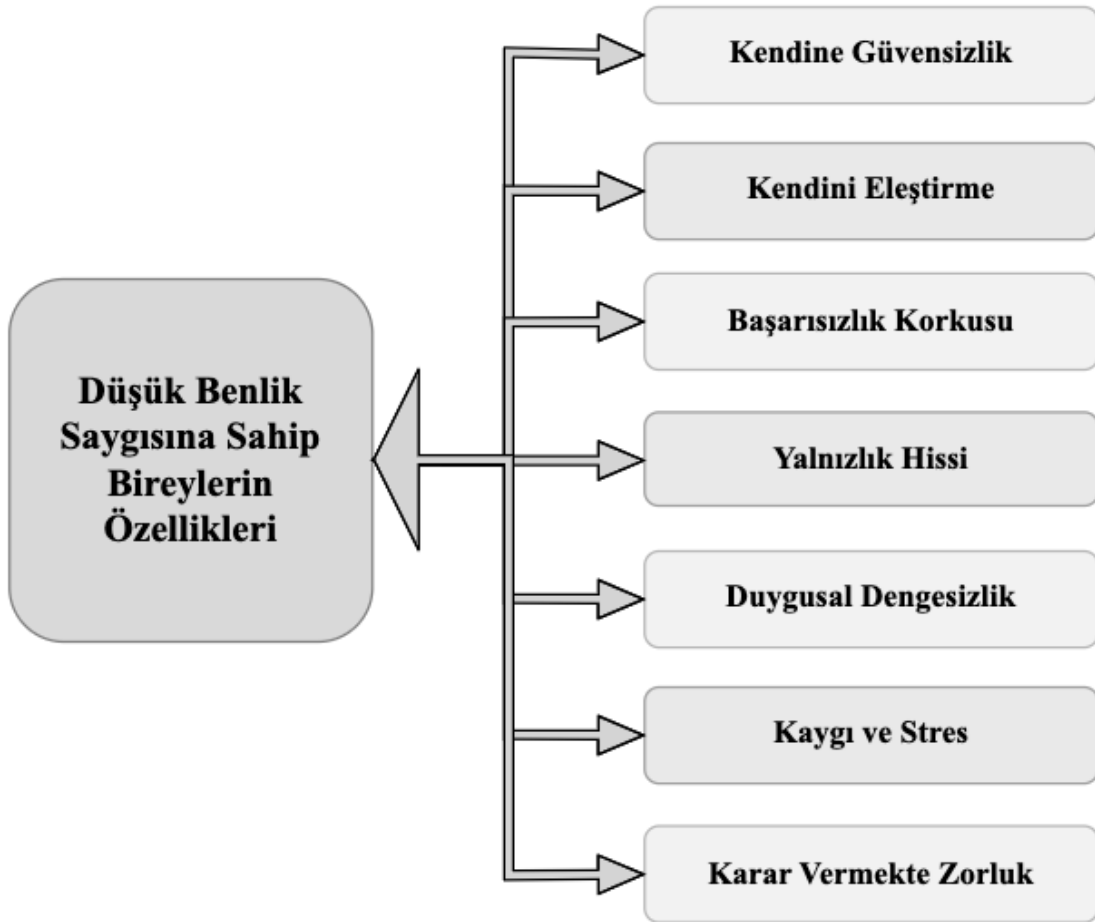 Düşük Benlik
Saygısına Sahip
Bireylerin
Özellikleri
Kendine Güvensizlik
Kendini Eleştirme
Başarısızlık Korkusu
Yalnızlık Hissi
Duygusal Dengesizlik
Kaygı ve Stres
Karar Vermekte Zorluk